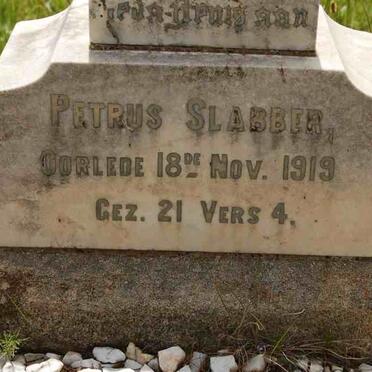 PETRUS SLABBER,
OORLEDE 18DE NOV. 1919
GEZ. 21 VERS 4.